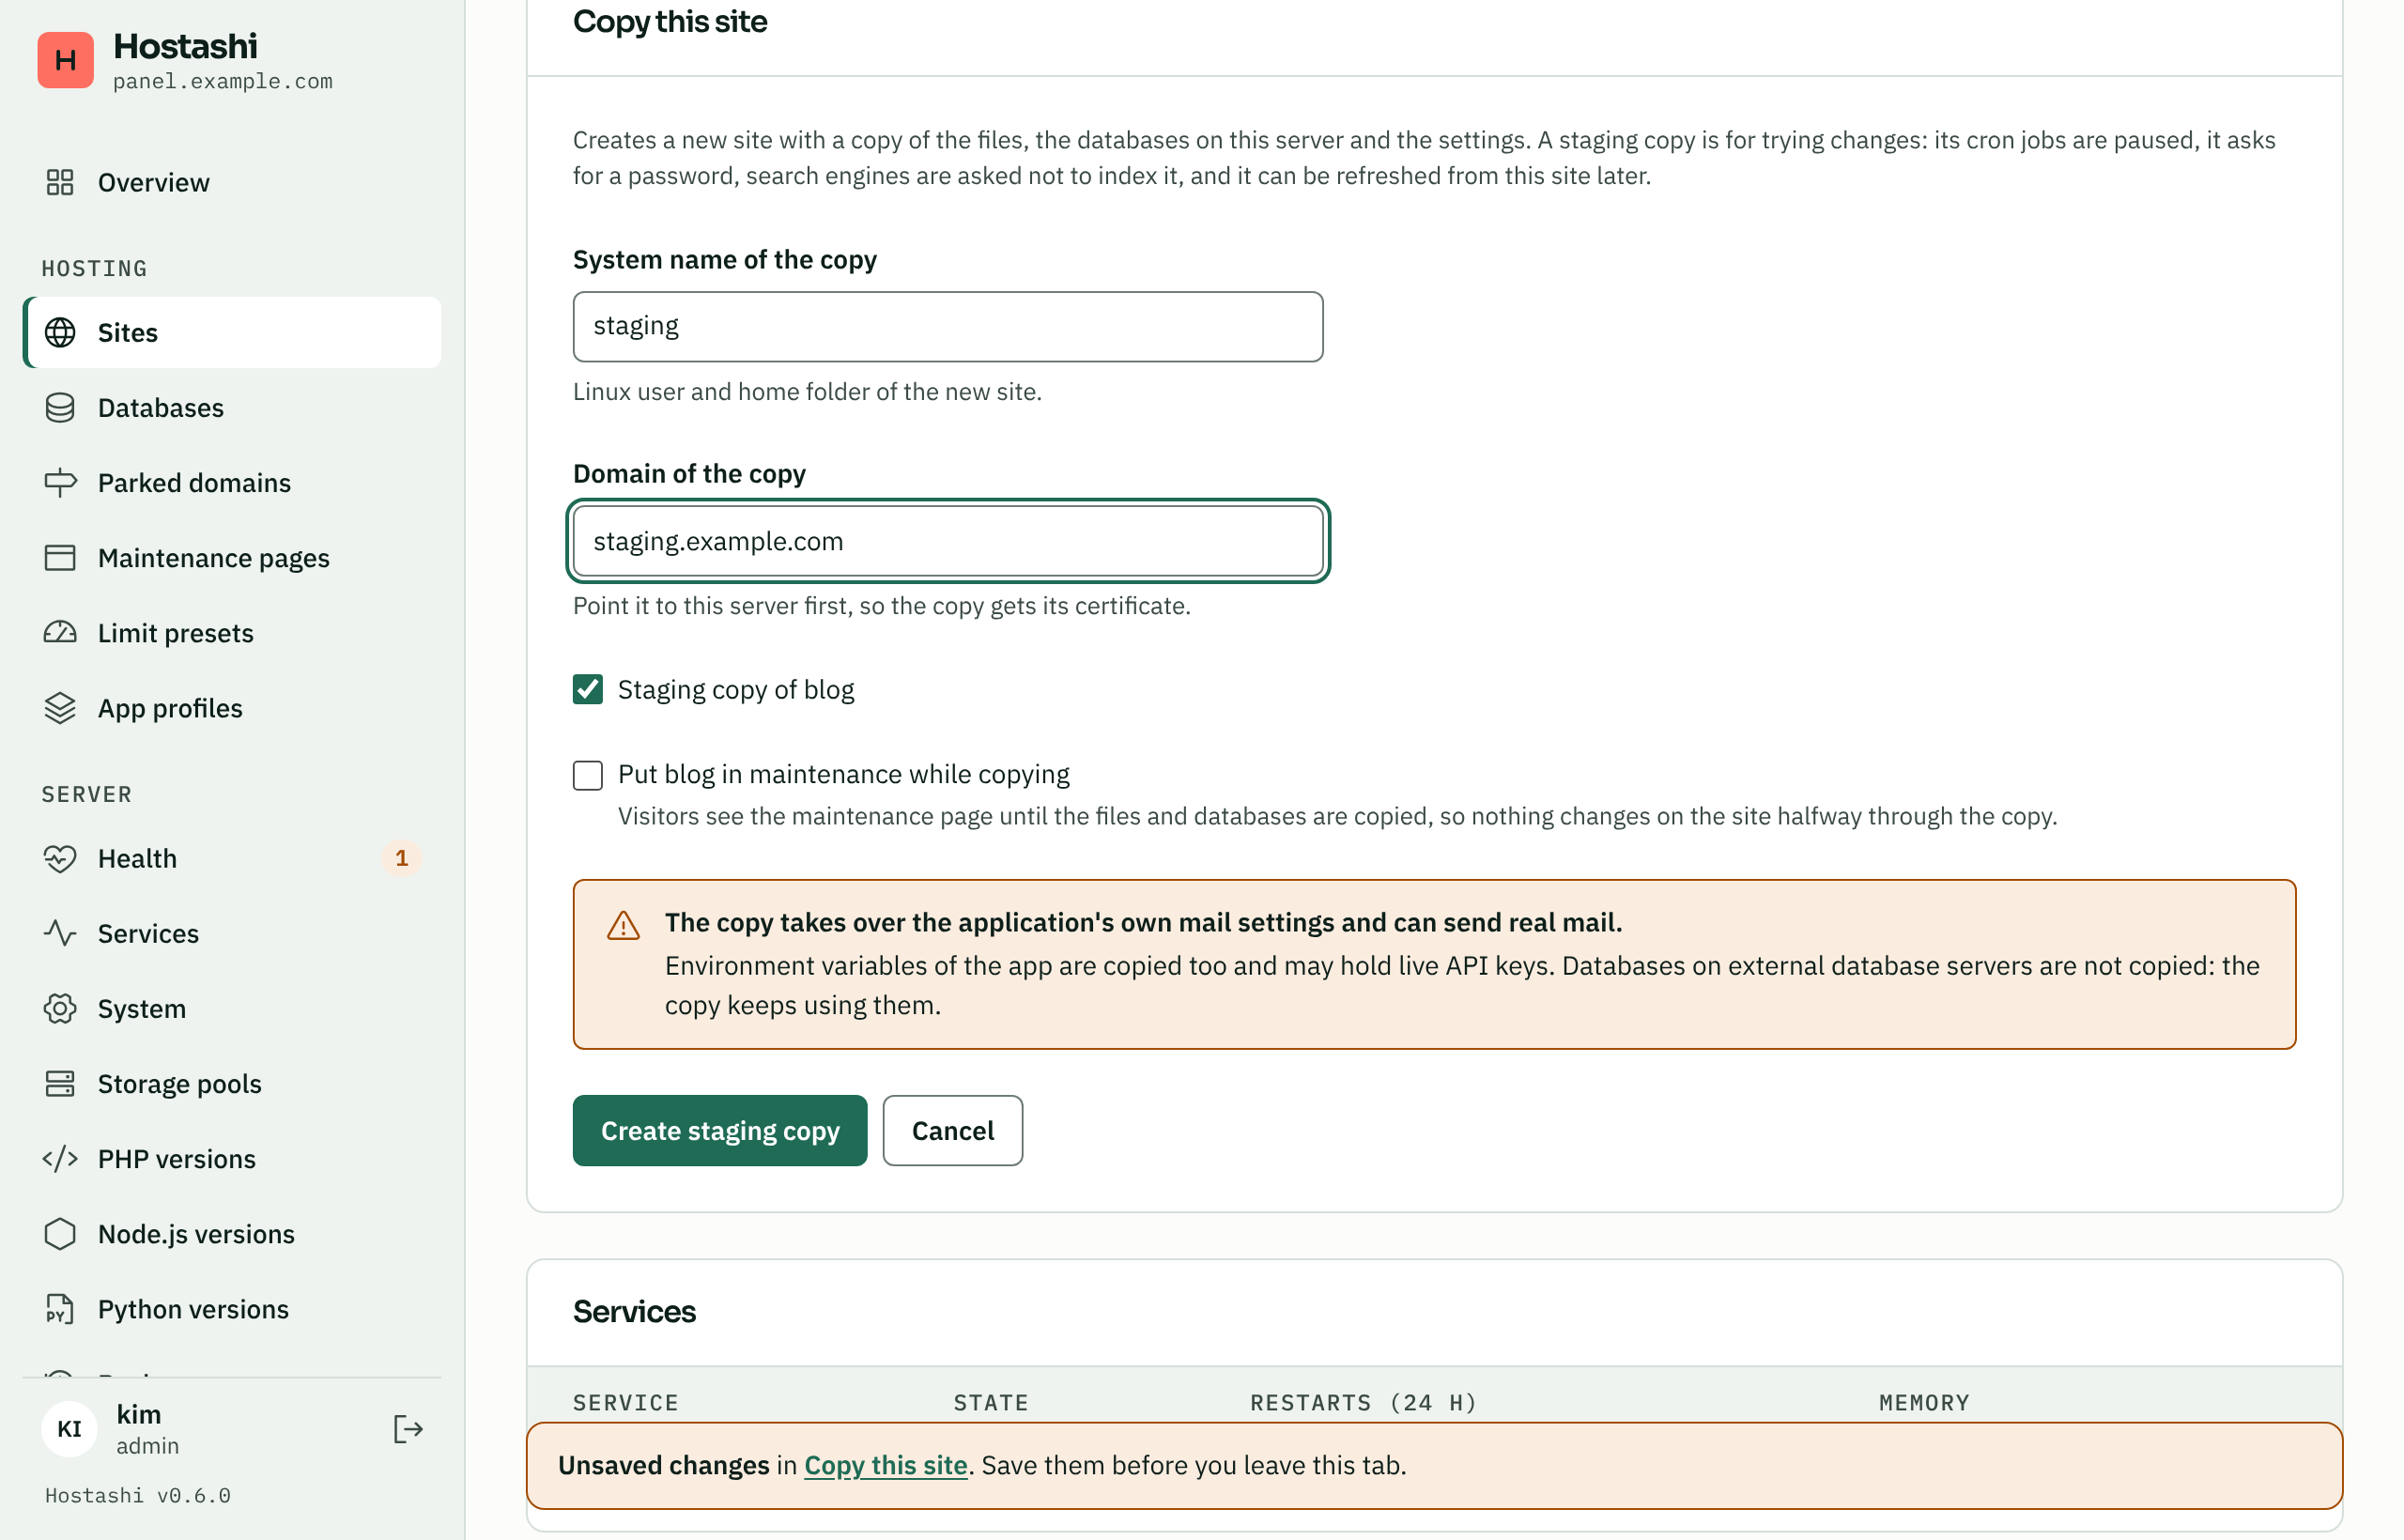 H
Hostashi
panel.example.com
Overview
HOSTING
Sites
Databases
Parked domains
Maintenance pages
Limit presets
App profiles
SERVER
Health
1
Services
System
Storage pools
PHP versions
Node.js versions
PY
Python versions
KI
kim
admin
Hostashi v0.6.0
Copy this site
Creates a new site with a copy of the files, the databases on this server and the settings. A staging copy is for trying changes: its cron jobs are paused, it asks
for a password, search engines are asked not to index it, and it can be refreshed from this site later.
System name of the copy
staging
Linux user and home folder of the new site.
Domain of the copy
staging.example.com
Point it to this server first, so the copy gets its certificate.
Staging copy of blog
Put blog in maintenance while copying
Visitors see the maintenance page until the files and databases are copied, so nothing changes on the site halfway through the copy.
The copy takes over the application's own mail settings and can send real mail.
Environment variables of the app are copied too and may hold live API keys. Databases on external database servers are not copied: the
copy keeps using them.
Create staging copy
Cancel
Services
SERVICE STATE RESTARTS (24 H) MEMORY
Unsaved changes in Copy this site. Save them before you leave this tab.